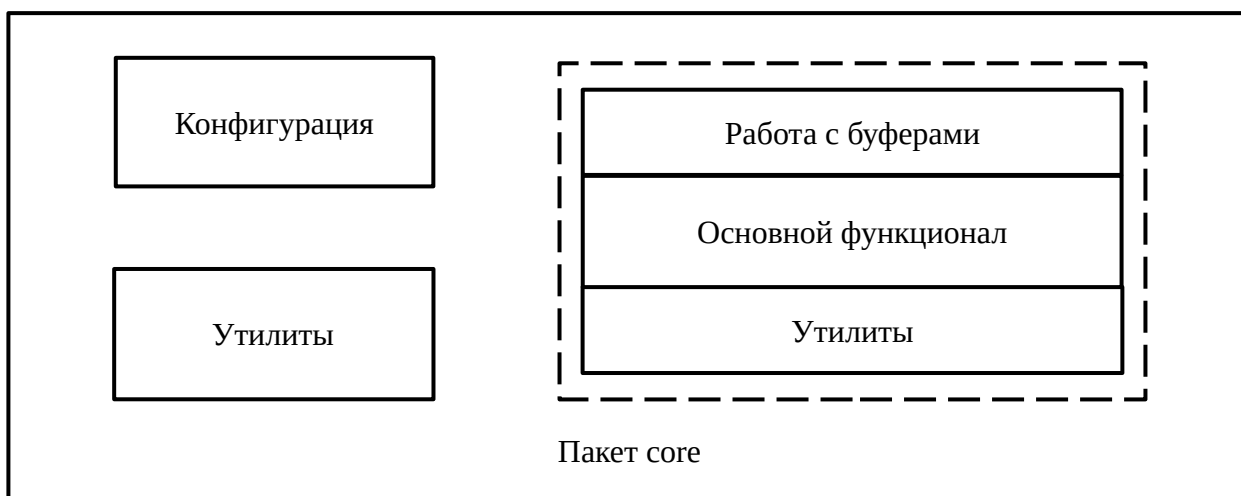 Конфигурация
Утилиты
Работа с буферами
Основной функционал
Утилиты
Пакет core